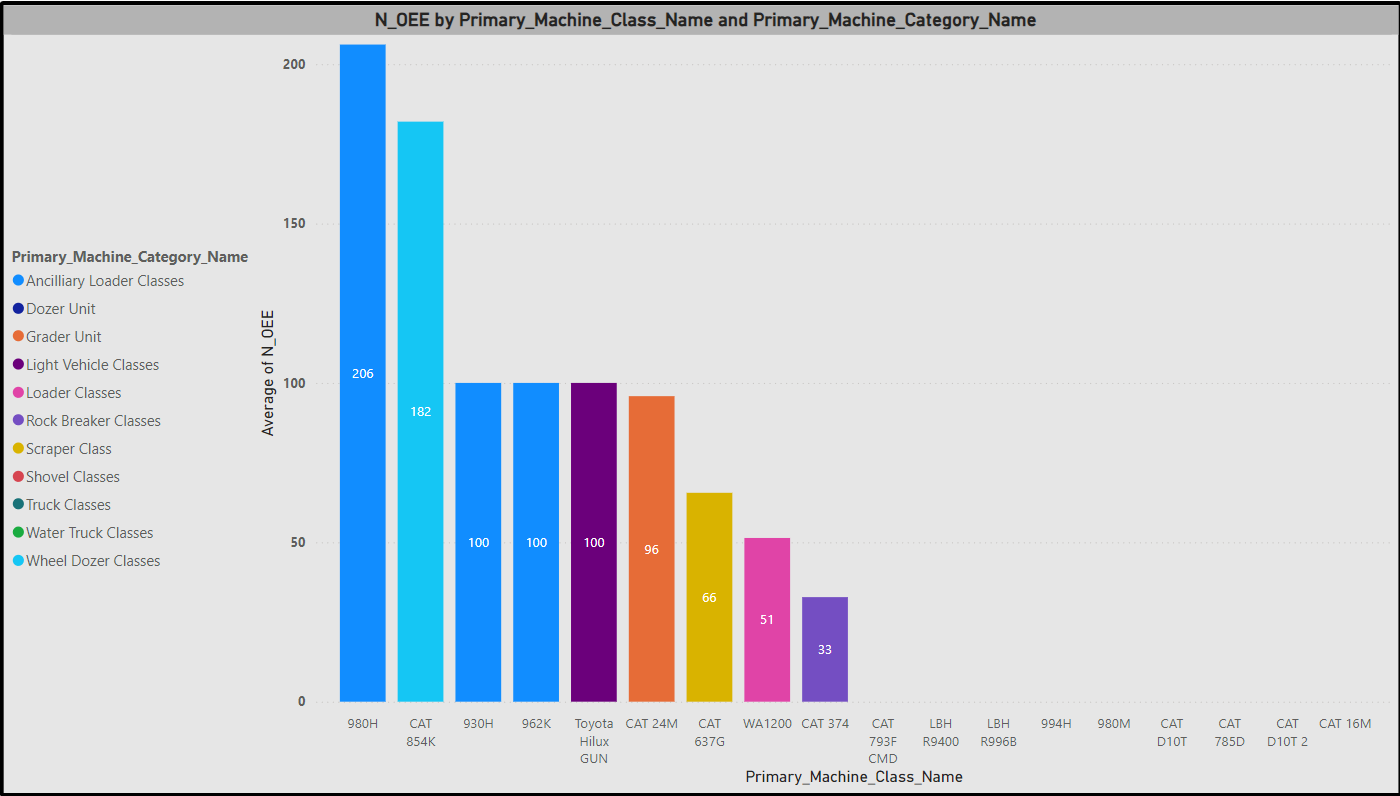 N_OEE by Primary_Machine_Class_Name and Primary_Machine_Category_Name
Primary_Machine_Category_Name
Ancilliary Loader Classes
Dozer Unit
Grader Unit
Light Vehicle Classes
Loader Classes
Rock Breaker Classes
Scraper Class
Shovel Classes
Truck Classes
Water Truck Classes
Wheel Dozer Classes
Average of N_OEE
200
150
100
50
0
206
182
100
100
100
96
66
51
33
980H
CAT
854K
930H
962K
Toyota
Hilux
GUN
CAT 24M
CAT
637G
WA1200
CAT 374
CAT
793F
CMD
LBH
R9400
LBH
R996B
994H
980M
CAT
D10T
CAT
785D
CAT
D10T 2
CAT 16M
Primary_Machine_Class_Name